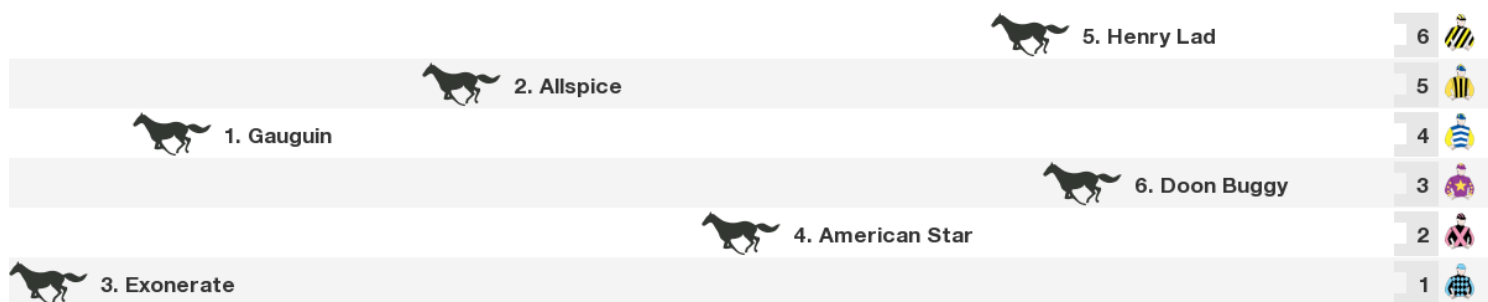 5. Henry Lad 6
2. Allspice 5
1. Gauguin 4
6. Doon Buggy 3
4. American Star 2
3. Exonerate 1